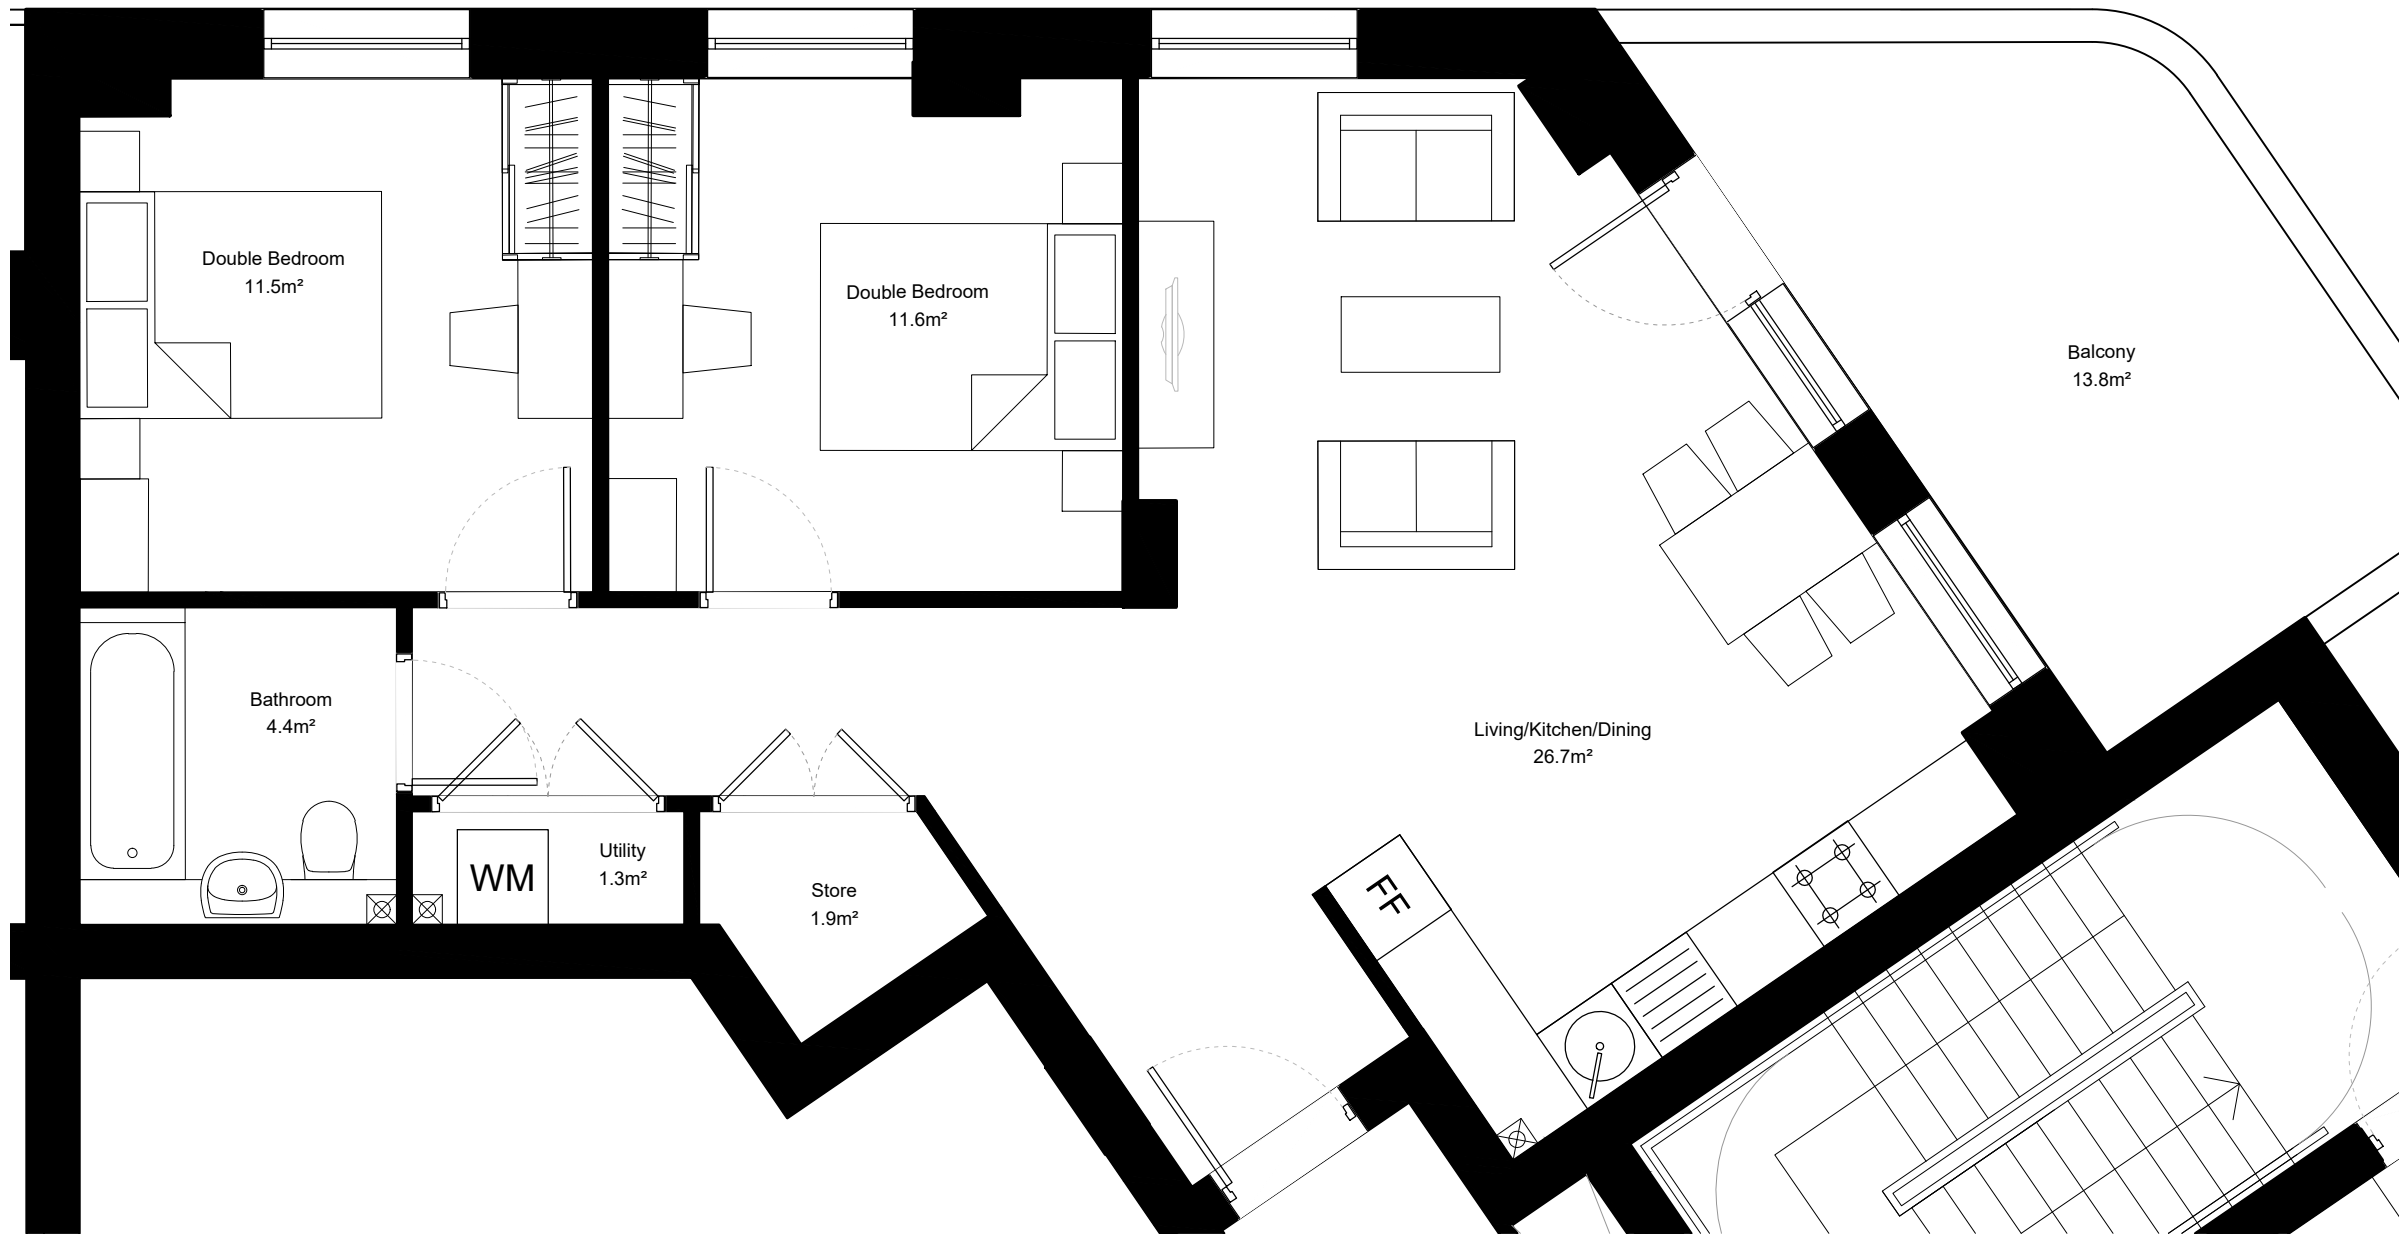 Double Bedroom
11.5m²
Double Bedroom
11.6m²
Balcony
13.8m²
Bathroom
4.4m²
Living/Kitchen/Dining
26.7m²
Utility
1.3m²
WM
Store
1.9m²
FF